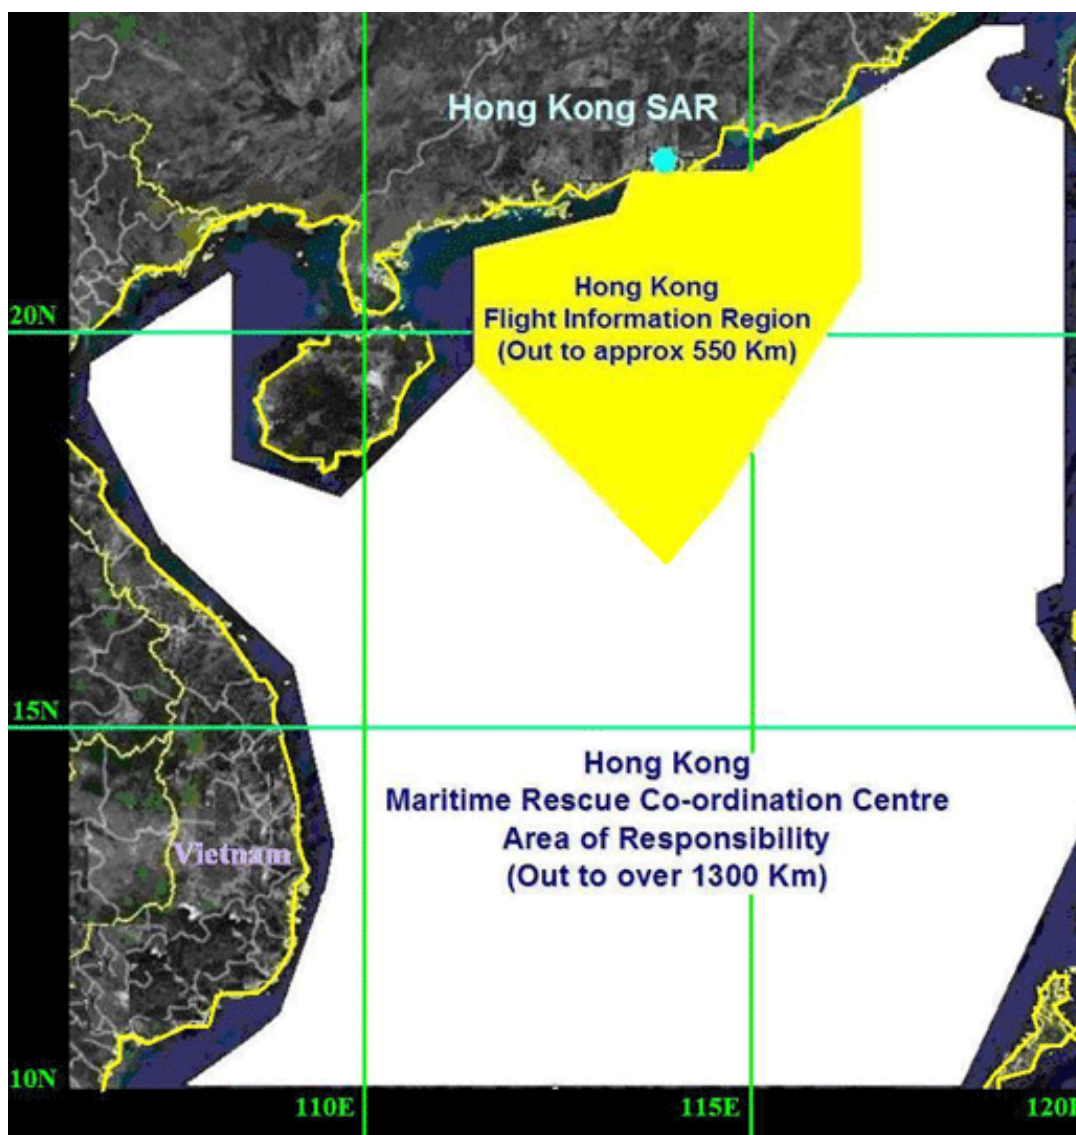 Hong Kong SAR
Hong Kong
Flight Information Region
(Out to approx 550 Km)
20N
15N
Hong Kong
Maritime Rescue Co-ordination Centre
Area of Responsibility
(Out to over 1300 Km)
Vietnam
10N
110E
115E
120E